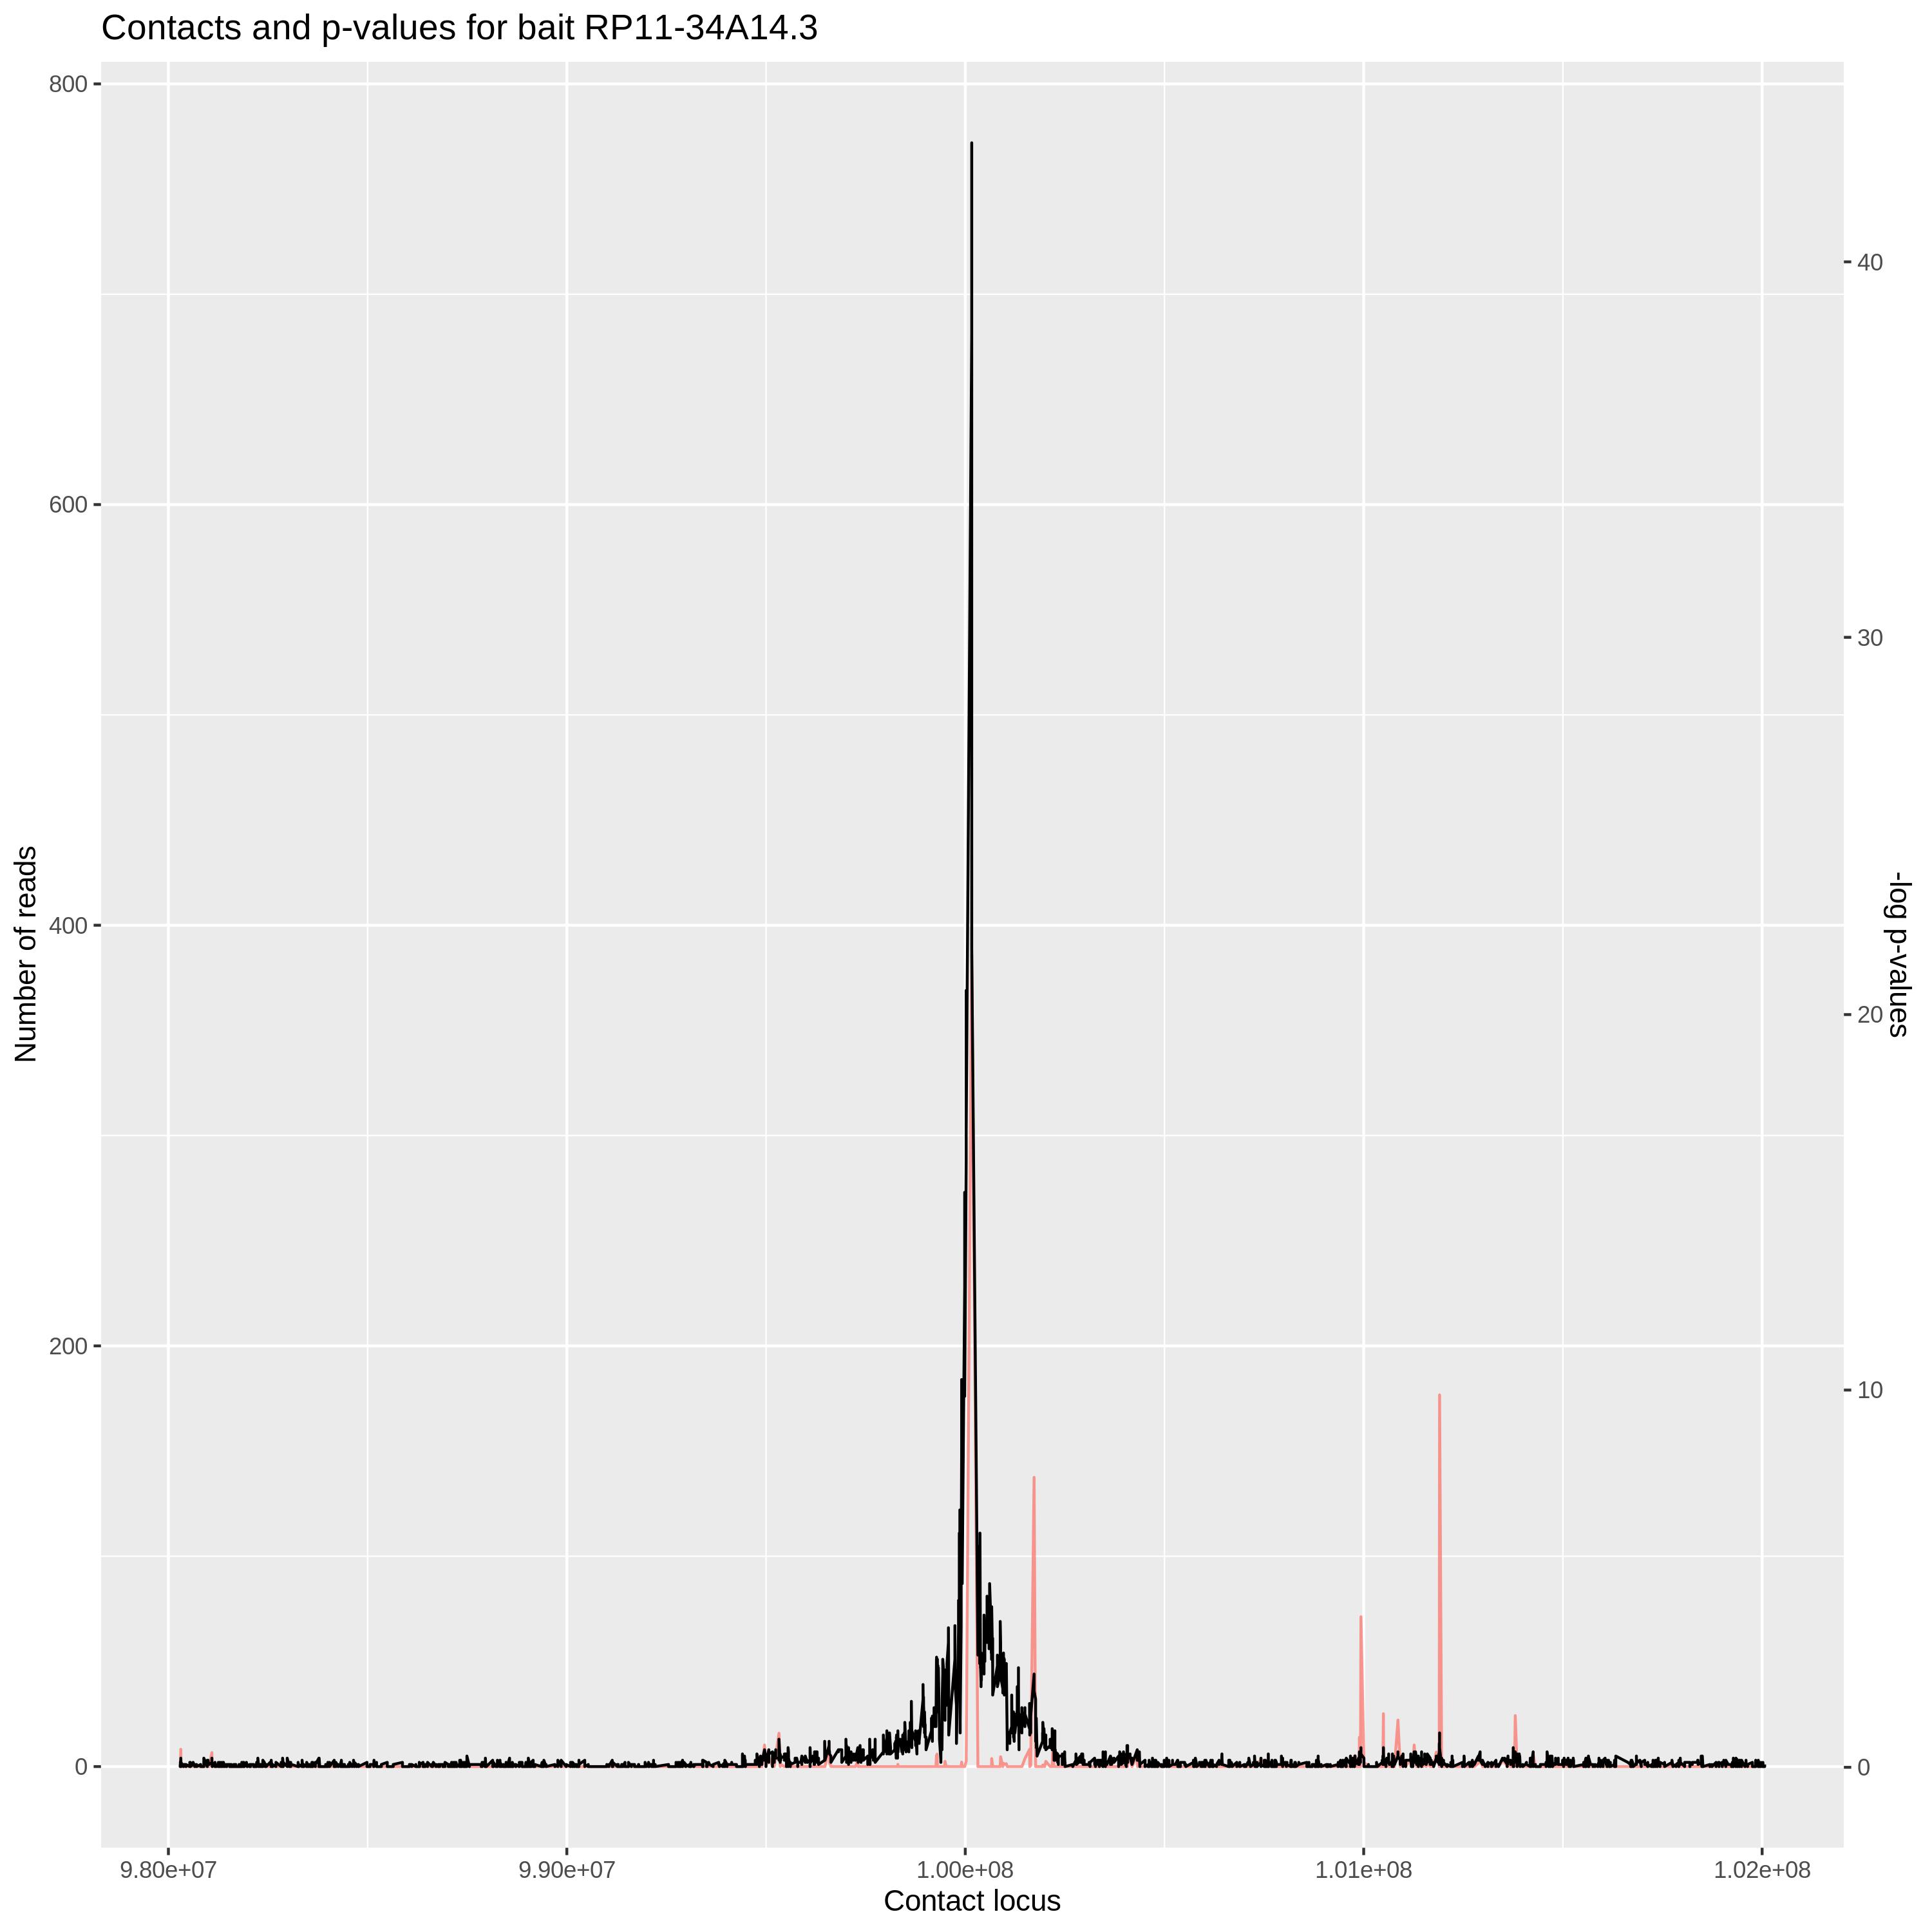 Contacts and p-values for bait RP11-34A14.3
800
600
400
200
0
Number of reads
40
30
20
10
0
-log p-values
9.80e+07
9.90e+07
1.00e+08
1.01e+08
1.02e+08
Contact locus